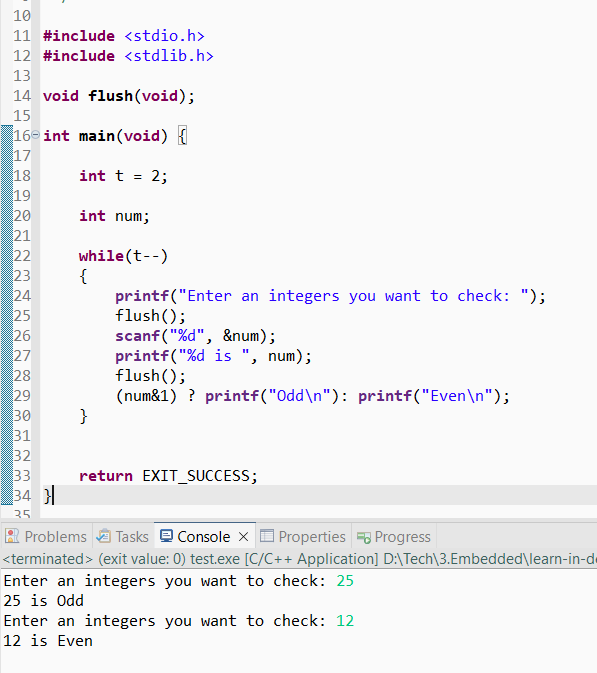 10
11 #include <stdio.h>
12 #include <stdlib.h>
13
14 void flush(void);
15
16 int main(void) {
17
18     int t = 2;
19
20     int num;
21
22     while(t--)
23     {
24         printf("Enter an integers you want to check: ");
25         flush();
26         scanf("%d", &num);
27         printf("%d is ", num);
28         flush();
29         (num&1) ? printf("Odd\n"): printf("Even\n");
30     }
31
32
33     return EXIT_SUCCESS;
34 }
35
Problems Tasks Console Properties Progress
<terminated> (exit value: 0) test.exe [C/C++ Application] D:\Tech\3.Embedded\learn-in-de
Enter an integers you want to check: 25
25 is Odd
Enter an integers you want to check: 12
12 is Even